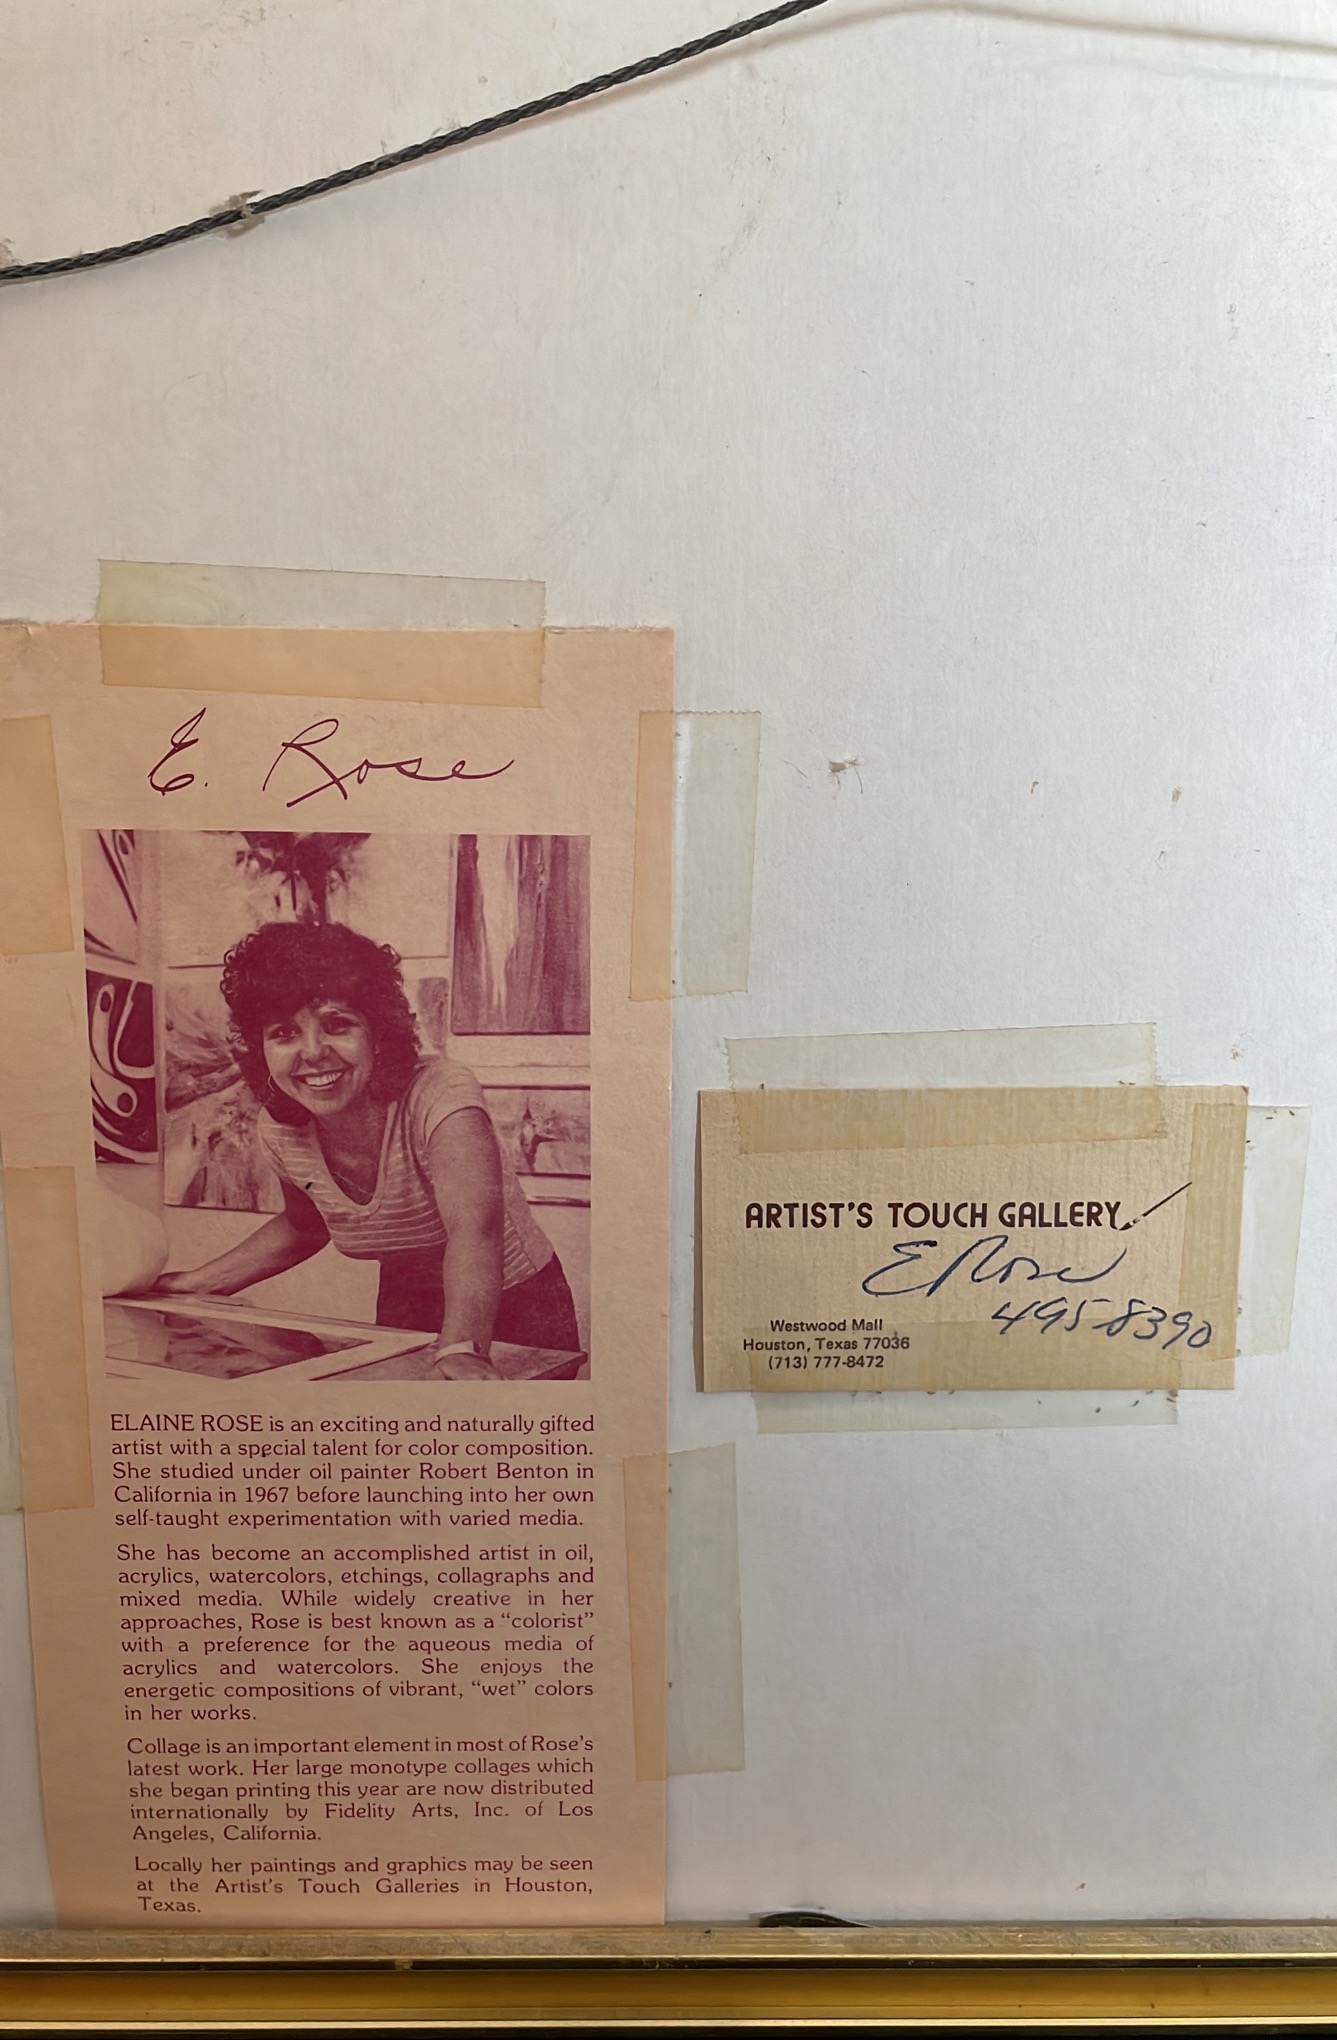 E. Rose
ELAINE ROSE is an exciting and naturally gifted
artist with a special talent for color composition.
She studied under oil painter Robert Benton in
California in 1967 before launching into her own
self-taught experimentation with varied media.
She has become an accomplished artist in oil,
acrylics, watercolors, etchings, collagraphs and
mixed media. While widely creative in her
approaches, Rose is best known as a "colorist"
with a preference for the aqueous media of
acrylics and watercolors. She enjoys the
energetic compositions of vibrant, "wet" colors
in her works.
Collage is an important element in most of Rose's
latest work. Her large monotype collages which
she began printing this year are now distributed
internationally by Fidelity Arts, Inc. of Los
Angeles, California.
Locally her paintings and graphics may be seen
at the Artist's Touch Galleries in Houston,
Texas.
ARTIST'S TOUCH GALLERY
E Rose
495-8390
Westwood Mall
Houston, Texas 77036
(713) 777-8472